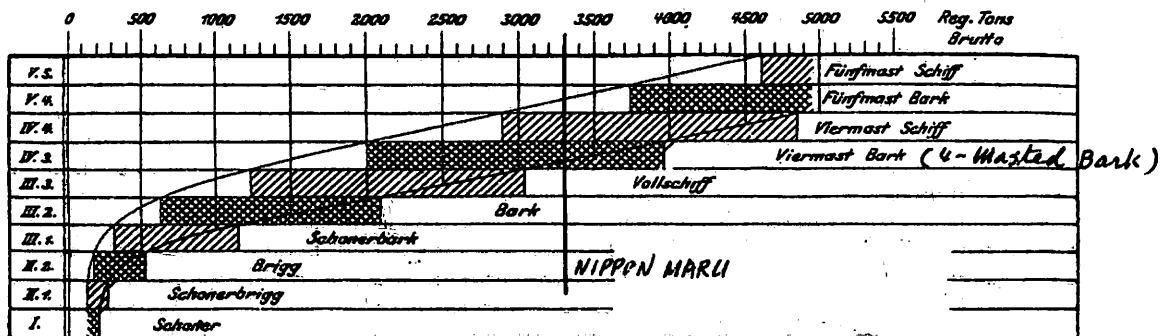 0 500 1000 1500 2000 2500 3000 3500 4000 4500 5000 5500 Reg. Tons
Brutto
V. 5. Fünfmast Schiff
V. 4. Fünfmast Bark
IV. 4. Viermast Schiff
IV. 3. Viermast Bark (4-Masted Bark)
III. 3. Vollschiff
III. 2. Bark
III. 1. Schonerbark
II. 2. Brigg NIPPON MARU
II. 1. Schonerbrigg
I. Schoner